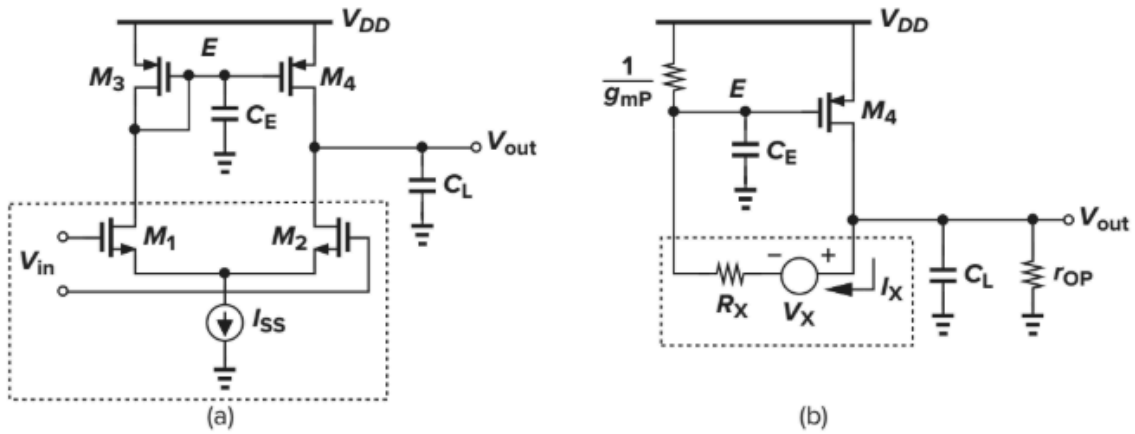 V_DD
E
M_3
M_4
C_E
V_out
C_L
M_1
M_2
V_in
I_SS
(a)
V_DD
1
g_mP
E
M_4
C_E
V_out
I_X
R_X
V_X
C_L
r_OP
− +
(b)